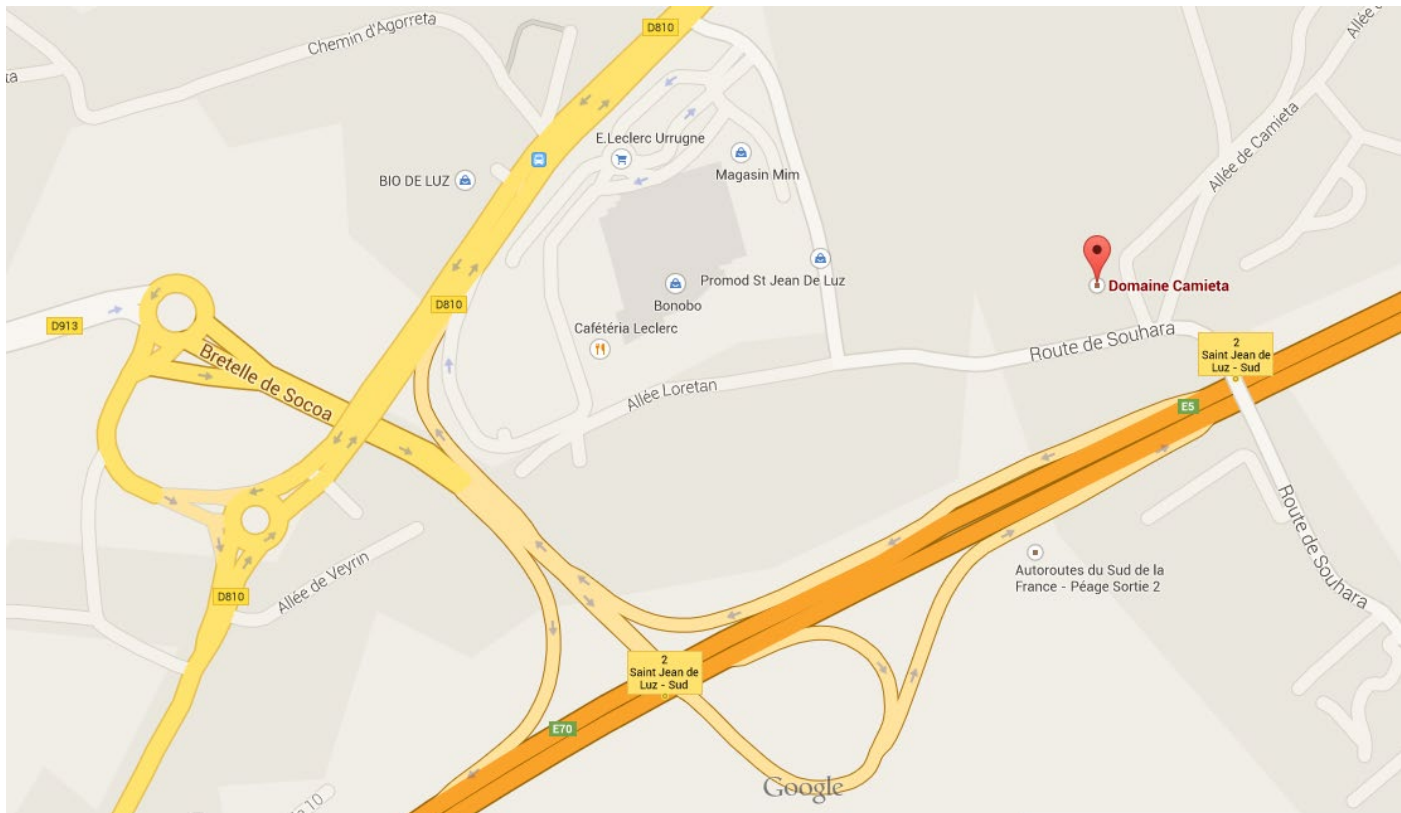 D810
Chemin d'Agorreta
ta
E.Leclerc Urrugne
Magasin Mim
BIO DE LUZ
Allée de Camieta
D810
Promod St Jean De Luz
Bonobo
Domaine Camieta
D913
Cafétéria Leclerc
Bretelle de Socoa
Route de Souhara
2
Saint Jean de
Luz - Sud
Allée Loretan
E5
Route de Souhara
Autoroutes du Sud de la
France - Péage Sortie 2
Allée de Veyrin
D810
2
Saint Jean de
Luz - Sud
E70
Google
10